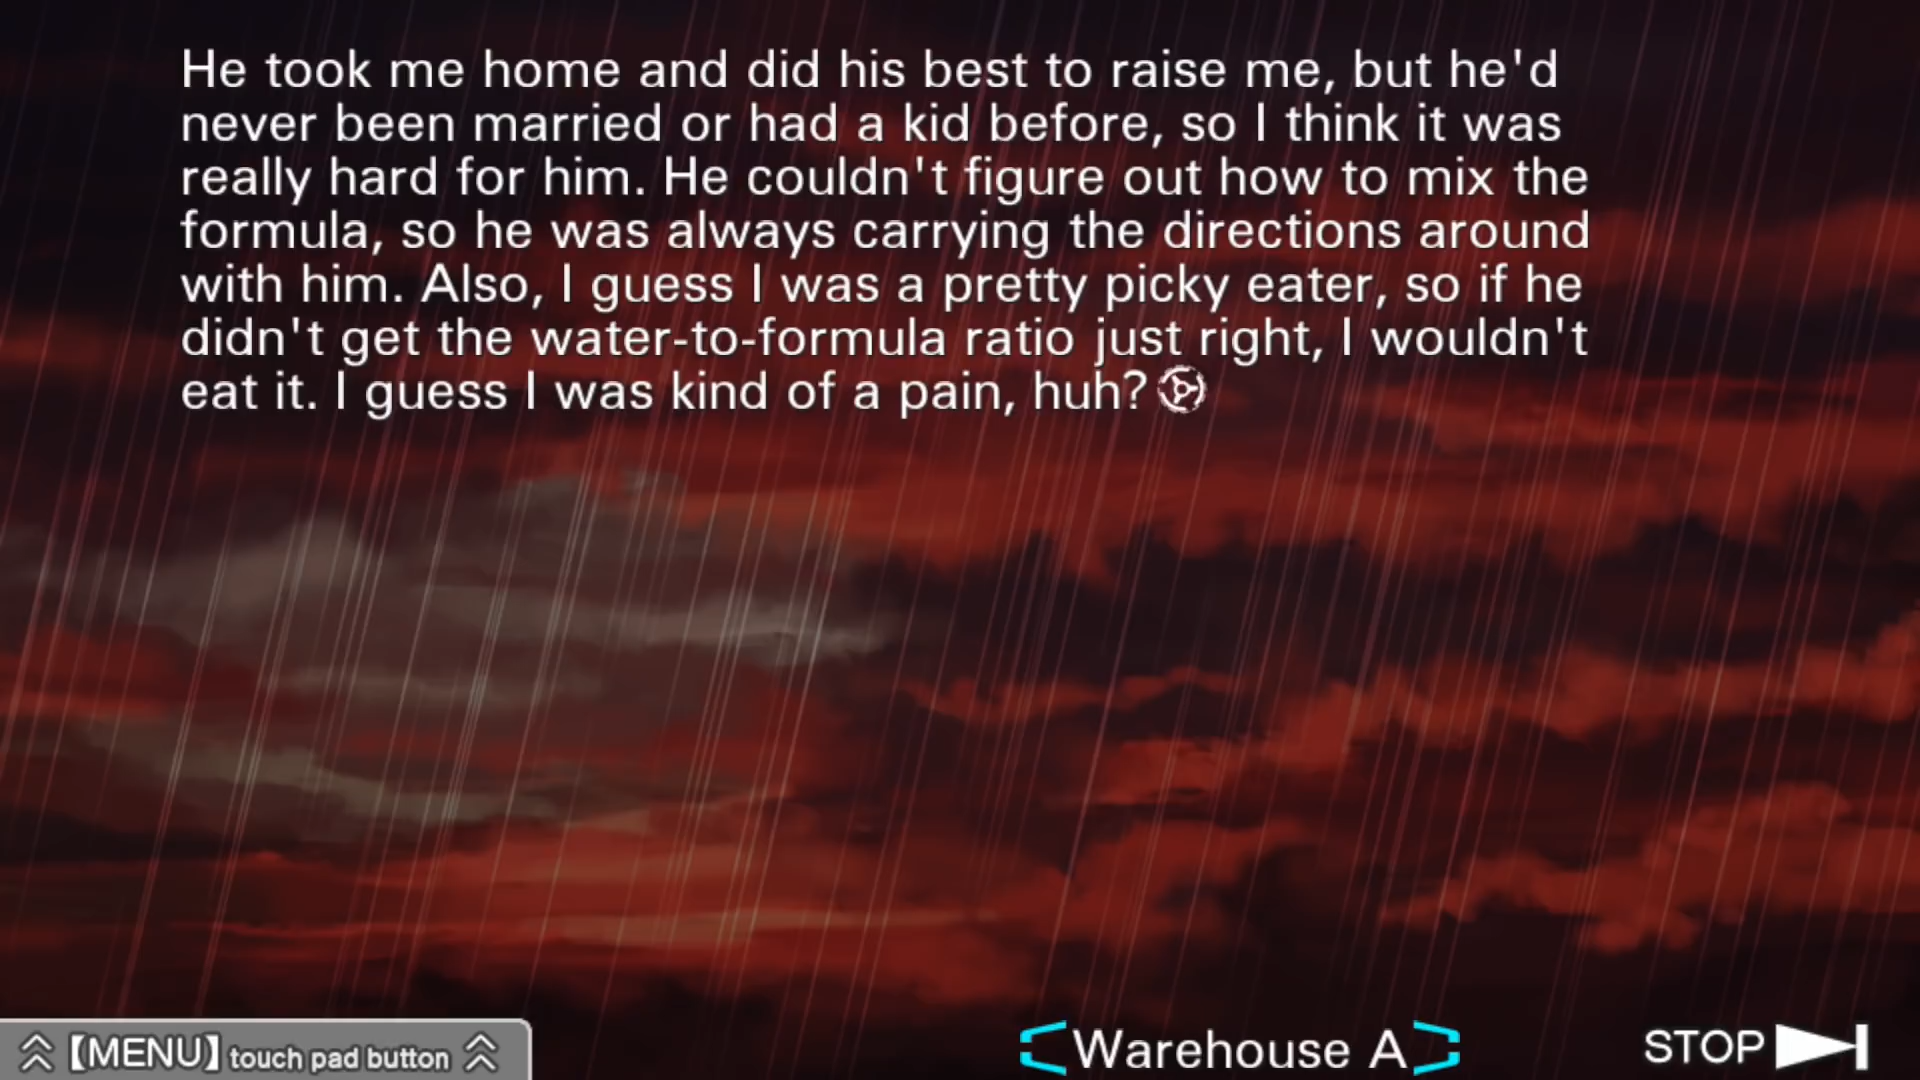 He took me home and did his best to raise me, but he'd
never been married or had a kid before, so I think it was
really hard for him. He couldn't figure out how to mix the
formula, so he was always carrying the directions around
with him. Also, I guess I was a pretty picky eater, so if he
didn't get the water-to-formula ratio just right, I wouldn't
eat it. I guess I was kind of a pain, huh?
【MENU】touch pad button
Warehouse A
STOP